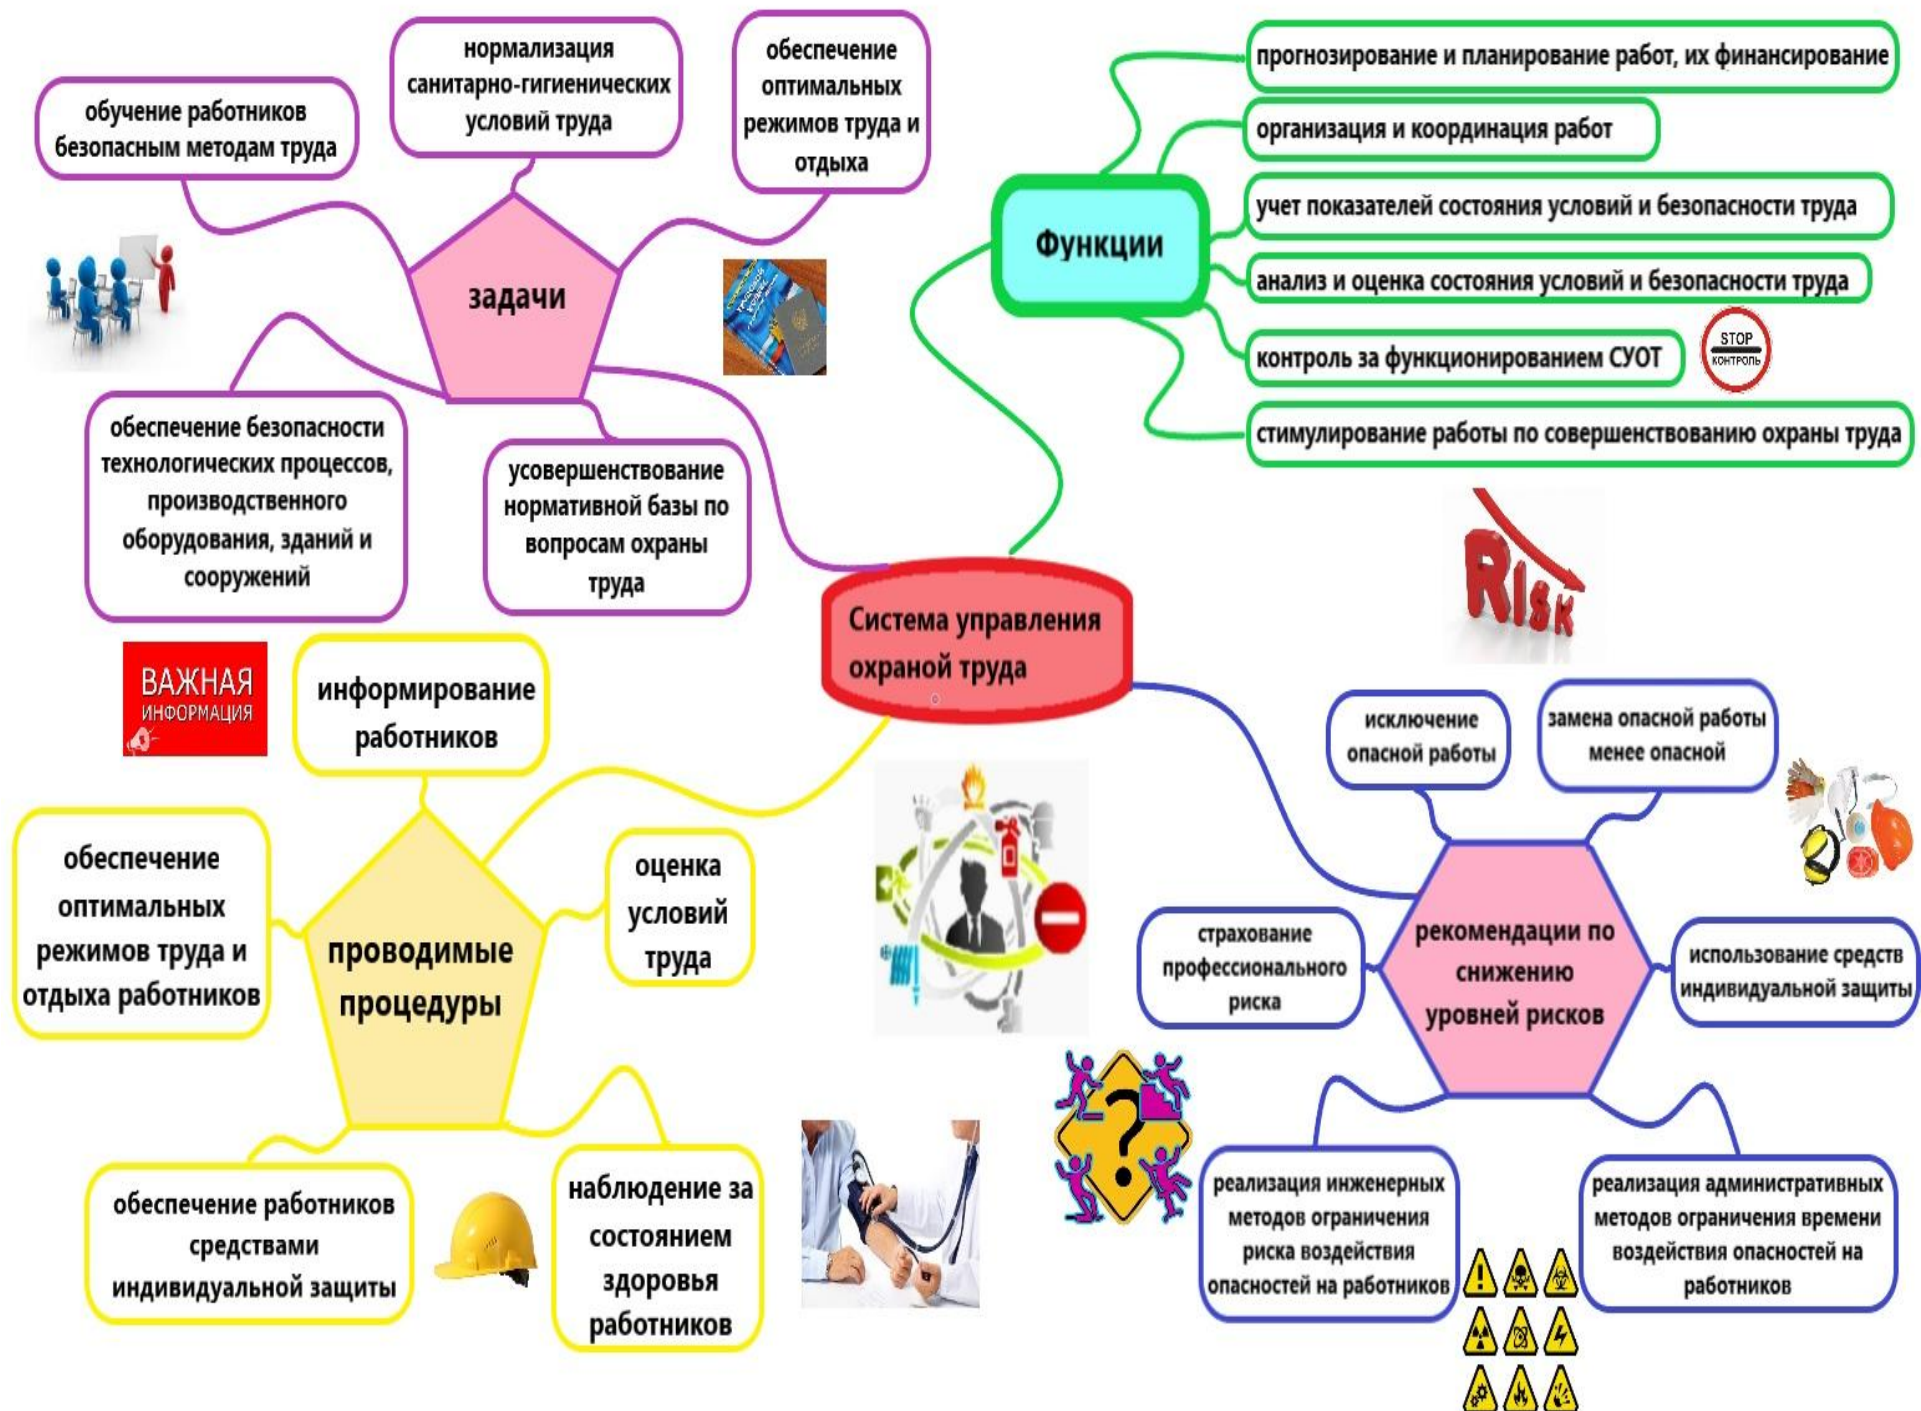 обучение работников
безопасным методам труда
нормализация
санитарно-гигиенических
условий труда
обеспечение
оптимальных
режимов труда и
отдыха
задачи
обеспечение безопасности
технологических процессов,
производственного
оборудования, зданий и
сооружений
усовершенствование
нормативной базы по
вопросам охраны
труда
Функции
прогнозирование и планирование работ, их финансирование
организация и координация работ
учет показателей состояния условий и безопасности труда
анализ и оценка состояния условий и безопасности труда
контроль за функционированием СУОТ
STOP
КОНТРОЛЬ
стимулирование работы по совершенствованию охраны труда
RISK
Система управления
охраной труда
ВАЖНАЯ
ИНФОРМАЦИЯ
информирование
работников
обеспечение
оптимальных
режимов труда и
отдыха работников
проводимые
процедуры
оценка
условий
труда
обеспечение работников
средствами
индивидуальной защиты
наблюдение за
состоянием
здоровья
работников
исключение
опасной работы
замена опасной работы
менее опасной
страхование
профессионального
риска
рекомендации по
снижению
уровней рисков
использование средств
индивидуальной защиты
?
реализация инженерных
методов ограничения
риска воздействия
опасностей на работников
реализация административных
методов ограничения времени
воздействия опасностей на
работников